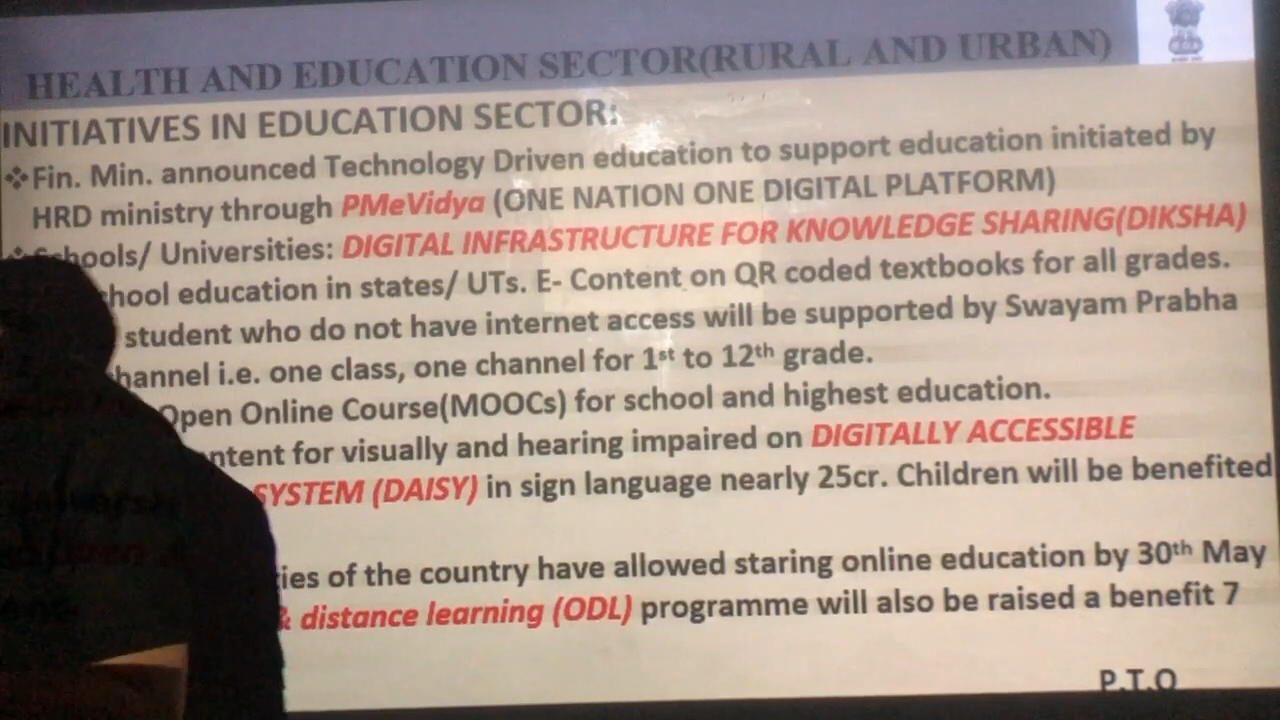 HEALTH AND EDUCATION SECTOR(RURAL AND URBAN)
INITIATIVES IN EDUCATION SECTOR:
❖Fin. Min. announced Technology Driven education to support education initiated by
HRD ministry through PMeVidya (ONE NATION ONE DIGITAL PLATFORM)
Schools/ Universities: DIGITAL INFRASTRUCTURE FOR KNOWLEDGE SHARING(DIKSHA)
hool education in states/ UTs. E- Content on QR coded textbooks for all grades.
student who do not have internet access will be supported by Swayam Prabha
hannel i.e. one class, one channel for 1st to 12th grade.
Open Online Course(MOOCs) for school and highest education.
ntent for visually and hearing impaired on DIGITALLY ACCESSIBLE
SYSTEM (DAISY) in sign language nearly 25cr. Children will be benefited
ies of the country have allowed staring online education by 30th May
& distance learning (ODL) programme will also be raised a benefit 7
P.T.O